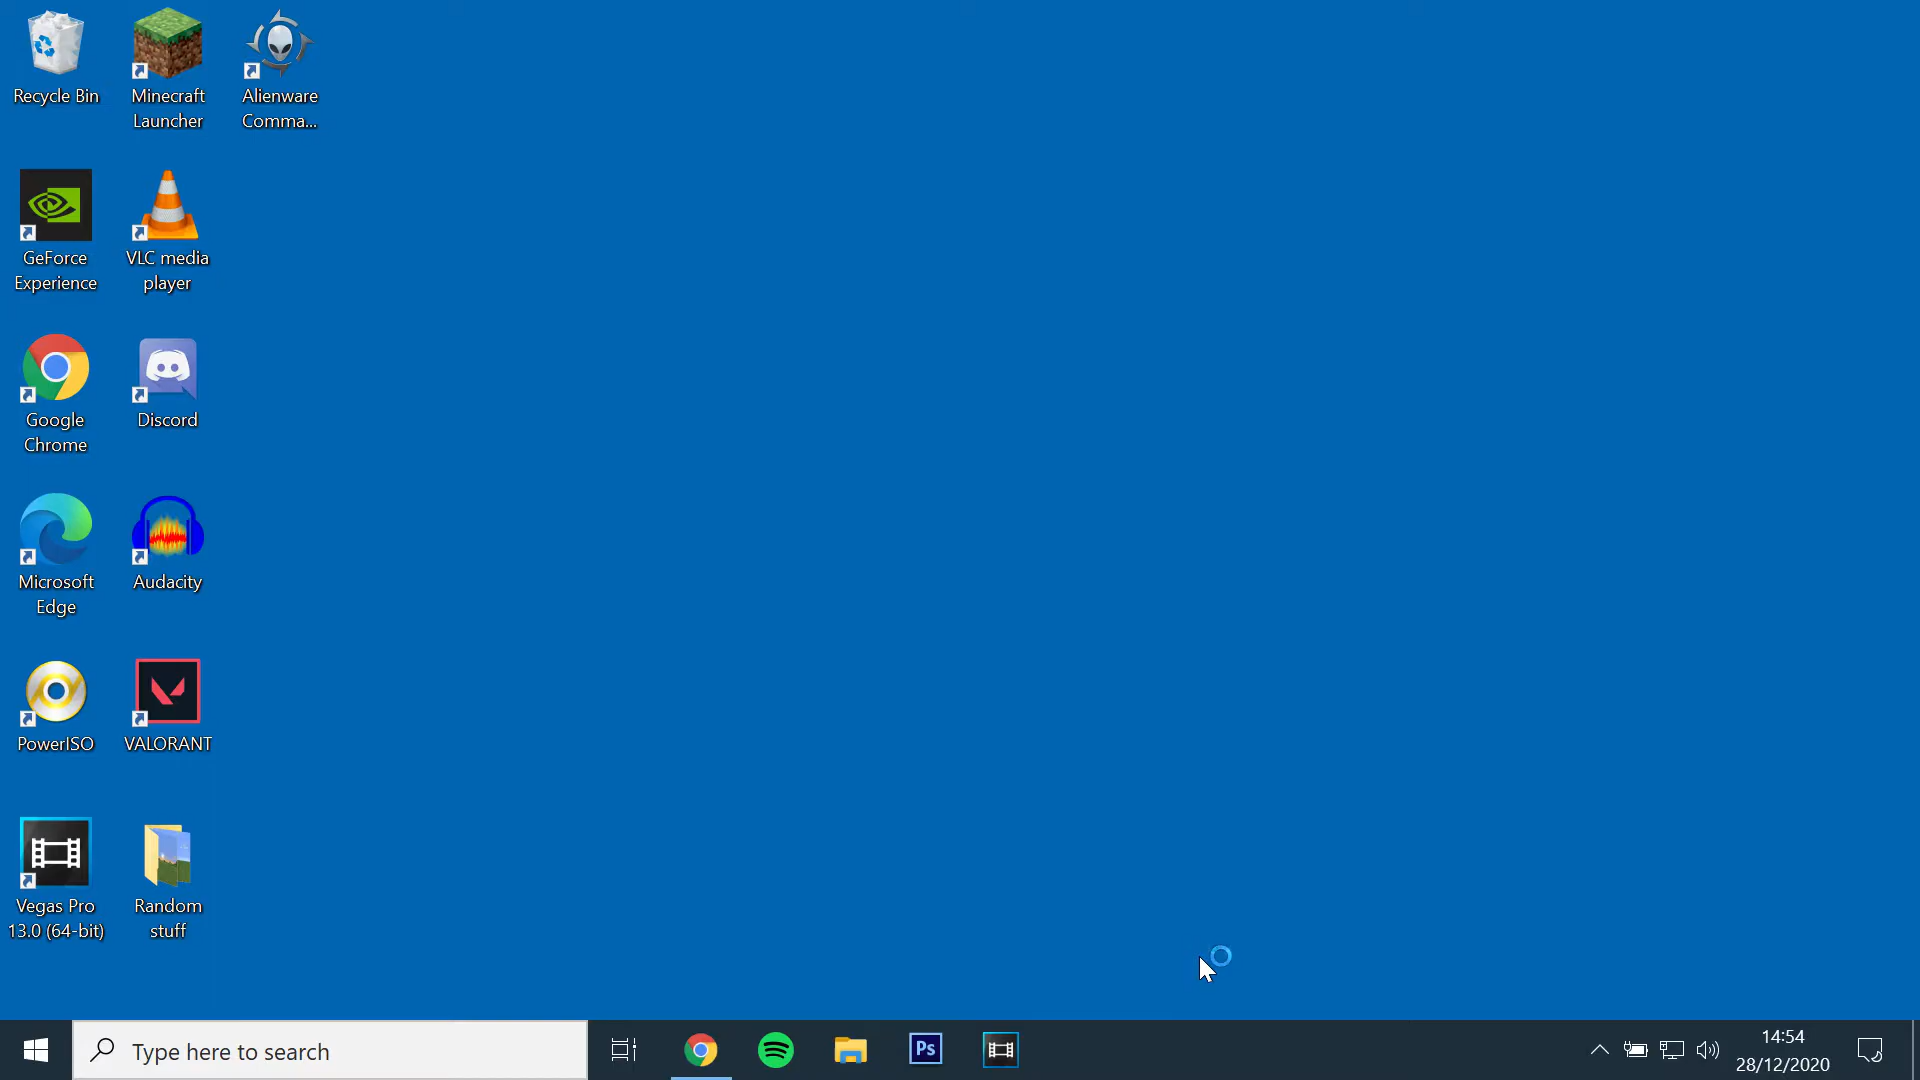 Recycle Bin
Minecraft
Launcher
Alienware
Comma...
GeForce
Experience
VLC media
player
Google
Chrome
Discord
Microsoft
Edge
Audacity
PowerISO
VALORANT
Vegas Pro
13.0 (64-bit)
Random
stuff
Type here to search
Ps
14:54
28/12/2020